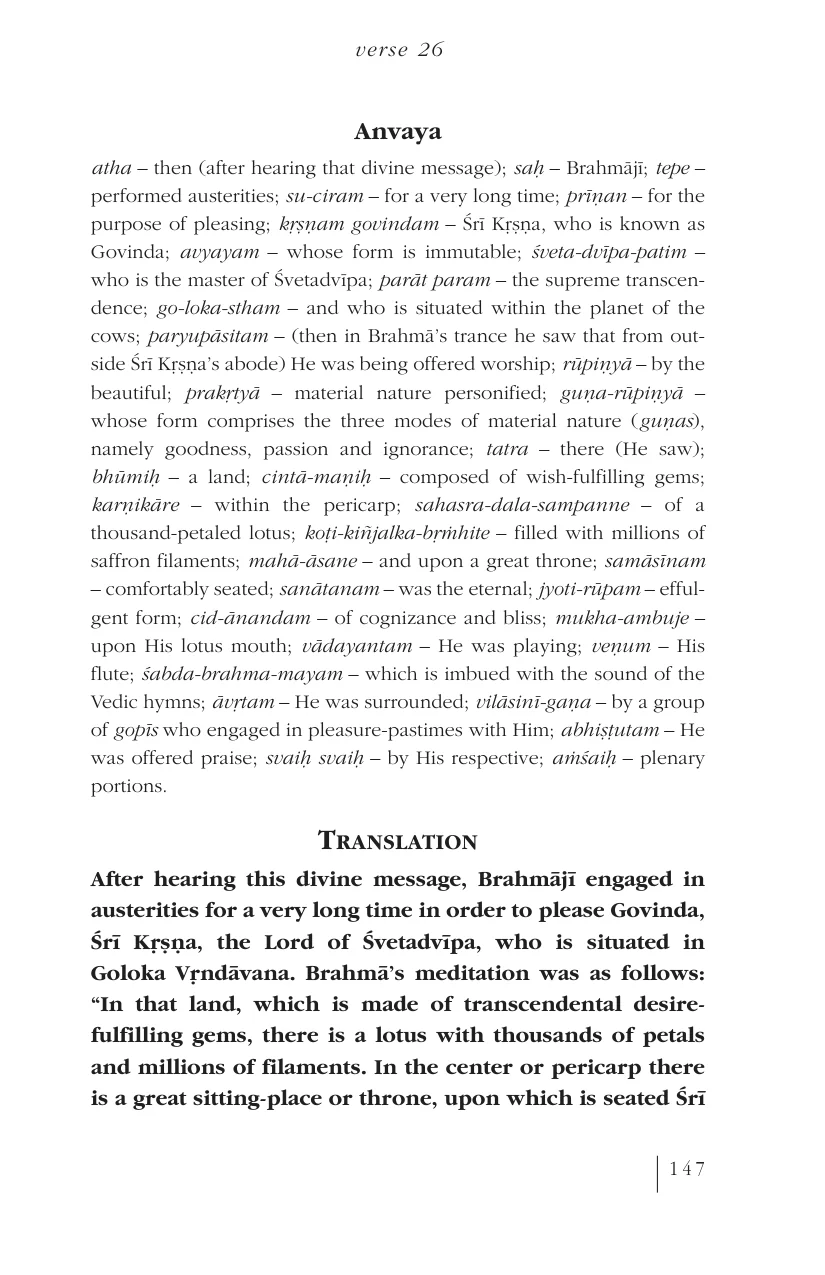 verse 26
Anvaya
atha – then (after hearing that divine message); saḥ – Brahmājī; tepe –
performed austerities; su-ciram – for a very long time; prīṇan – for the
purpose of pleasing; kṛṣṇam govindam – Śrī Kṛṣṇa, who is known as
Govinda; avyayam – whose form is immutable; śveta-dvīpa-patim –
who is the master of Śvetadvīpa; parāt param – the supreme transcen-
dence; go-loka-stham – and who is situated within the planet of the
cows; paryupāsitam – (then in Brahmā’s trance he saw that from out-
side Śrī Kṛṣṇa’s abode) He was being offered worship; rūpiṇyā – by the
beautiful; prakṛtyā – material nature personified; guṇa-rūpiṇyā –
whose form comprises the three modes of material nature (guṇas),
namely goodness, passion and ignorance; tatra – there (He saw);
bhūmiḥ – a land; cintā-maṇiḥ – composed of wish-fulfilling gems;
karṇikāre – within the pericarp; sahasra-dala-sampanne – of a
thousand-petaled lotus; koṭi-kiñjalka-bṛṁhite – filled with millions of
saffron filaments; mahā-āsane – and upon a great throne; samāsīnam
– comfortably seated; sanātanam – was the eternal; jyoti-rūpam – efful-
gent form; cid-ānandam – of cognizance and bliss; mukha-ambuje –
upon His lotus mouth; vādayantam – He was playing; veṇum – His
flute; śabda-brahma-mayam – which is imbued with the sound of the
Vedic hymns; āvṛtam – He was surrounded; vilāsinī-gaṇa – by a group
of gopīs who engaged in pleasure-pastimes with Him; abhiṣṭutam – He
was offered praise; svaiḥ svaiḥ – by His respective; aṁśaiḥ – plenary
portions.
TRANSLATION
After hearing this divine message, Brahmājī engaged in
austerities for a very long time in order to please Govinda,
Śrī Kṛṣṇa, the Lord of Śvetadvīpa, who is situated in
Goloka Vṛndāvana. Brahmā’s meditation was as follows:
“In that land, which is made of transcendental desire-
fulfilling gems, there is a lotus with thousands of petals
and millions of filaments. In the center or pericarp there
is a great sitting-place or throne, upon which is seated Śrī
147